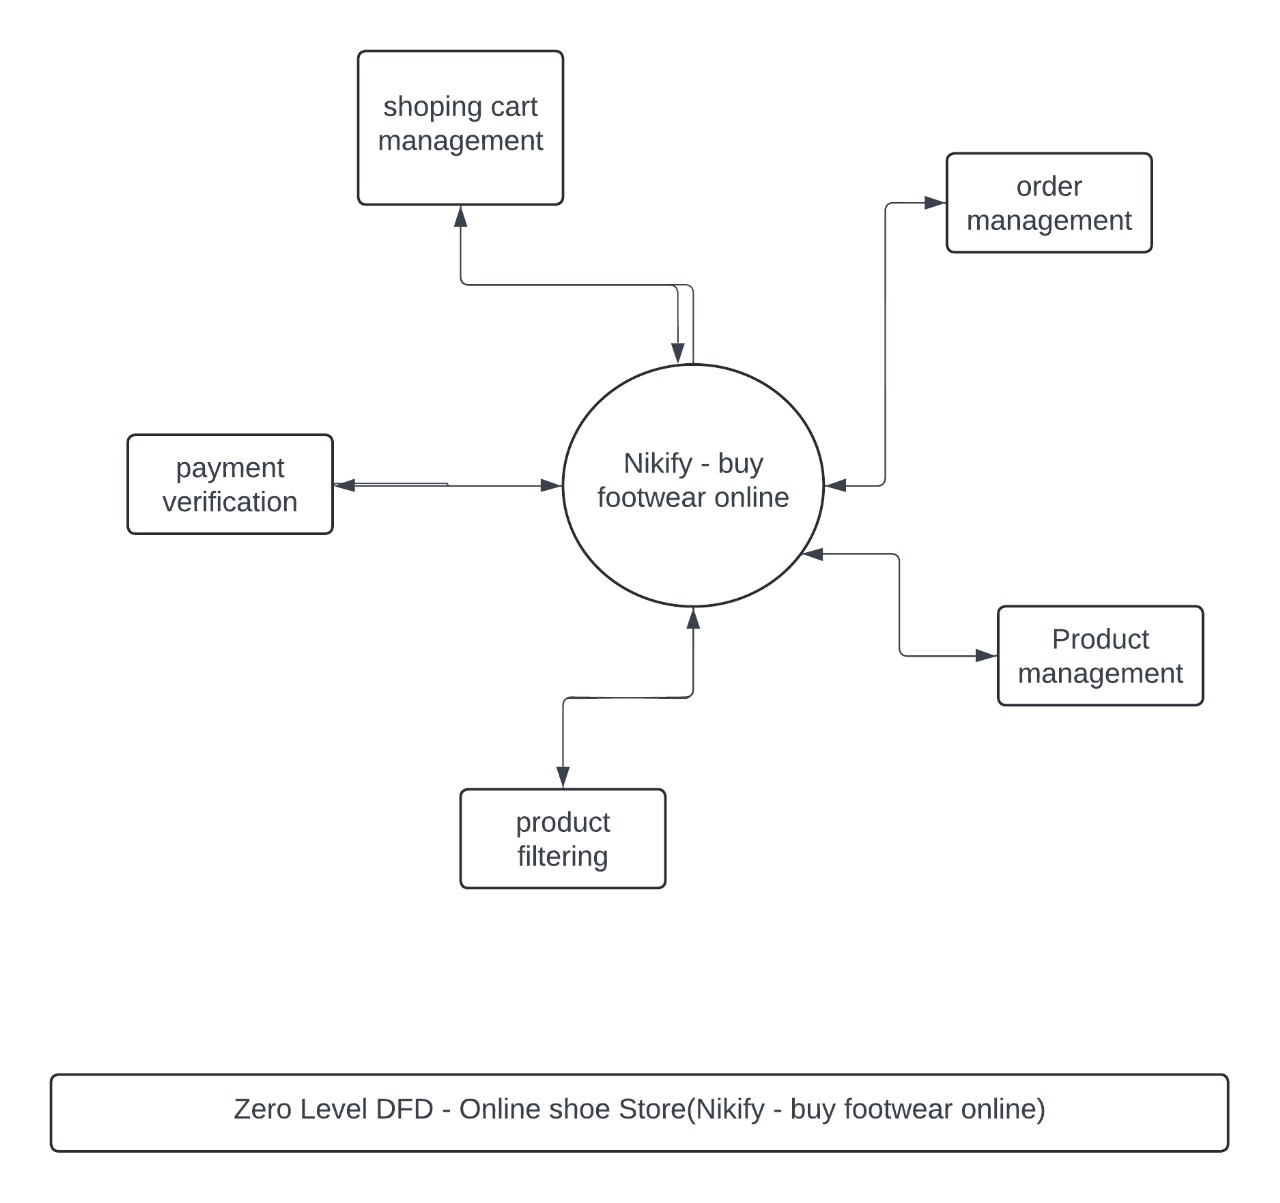 shoping cart
management
order
management
payment
verification
Nikify - buy
footwear online
Product
management
product
filtering
Zero Level DFD - Online shoe Store(Nikify - buy footwear online)